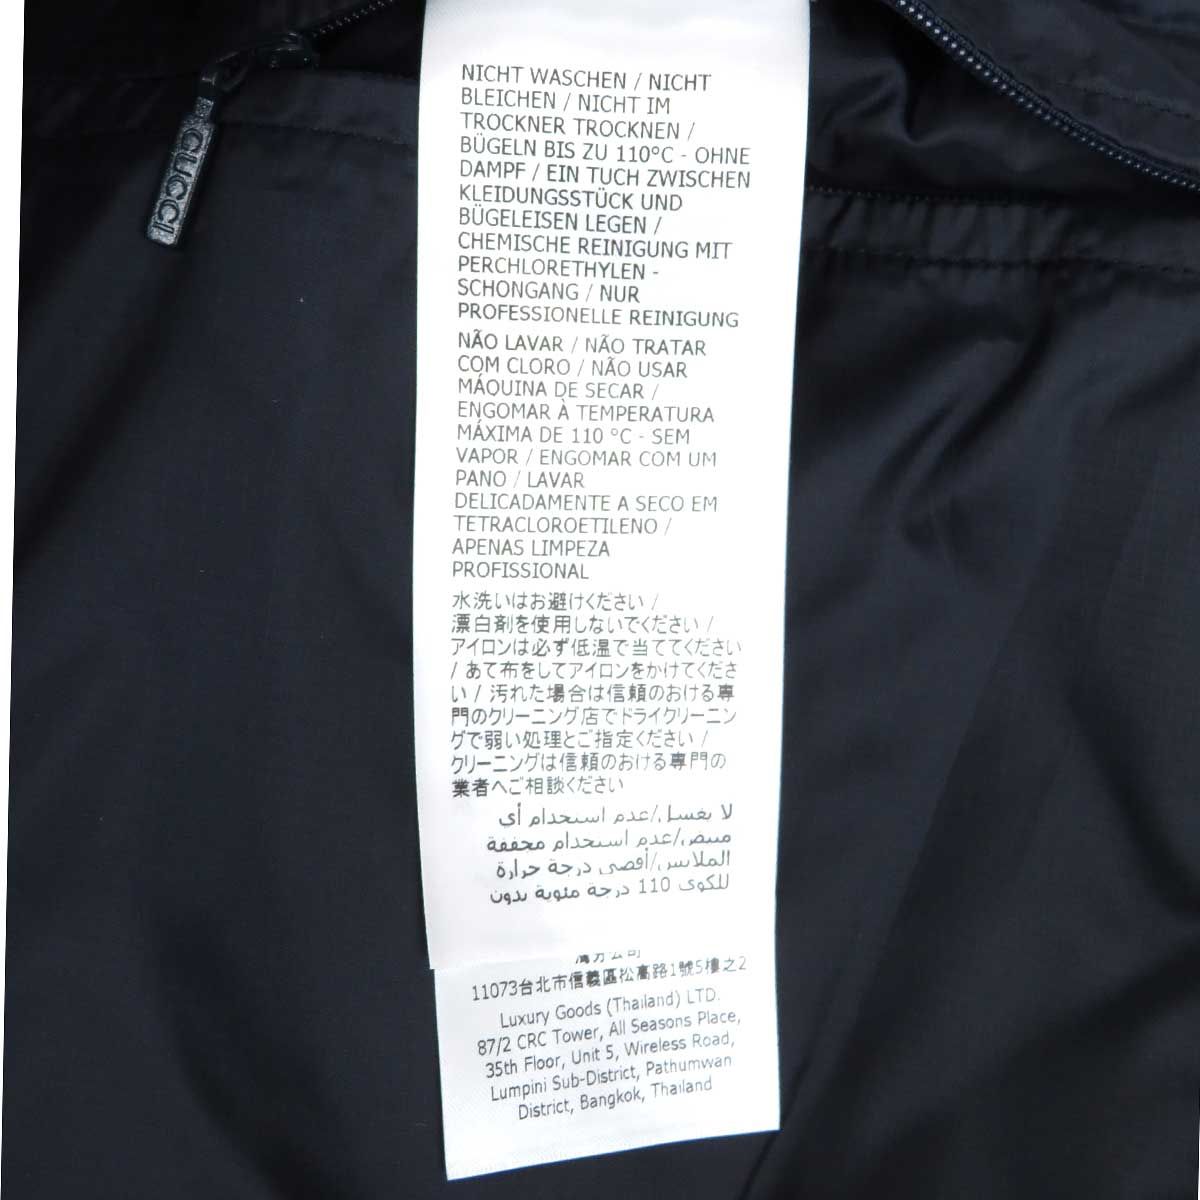 GUCCI
NICHT WASCHEN / NICHT
BLEICHEN / NICHT IM
TROCKNER TROCKNEN /
BÜGELN BIS ZU 110°C - OHNE
DAMPF / EIN TUCH ZWISCHEN
KLEIDUNGSSTÜCK UND
BÜGELEISEN LEGEN /
CHEMISCHE REINIGUNG MIT
PERCHLORETHYLEN -
SCHONGANG / NUR
PROFESSIONELLE REINIGUNG
NÃO LAVAR / NÃO TRATAR
COM CLORO / NÃO USAR
MÁQUINA DE SECAR /
ENGOMAR À TEMPERATURA
MÁXIMA DE 110 °C - SEM
VAPOR / ENGOMAR COM UM
PANO / LAVAR
DELICADAMENTE A SECO EM
TETRACLOROETILENO /
APENAS LIMPEZA
PROFISSIONAL
水洗いはお避けください /
漂白剤を使用しないでください /
アイロンは必ず低温で当ててください
/ あて布をしてアイロンをかけてくださ
い / 汚れた場合は信頼のおける専
門のクリーニング店でドライクリーニン
グで弱い処理とご指定ください /
クリーニングは信頼のおける専門の
業者へご相談ください
لا يغسل/عدم استخدام أي
مبيض/عدم استخدام مجففة
الملابس/أقصى درجة حرارة
للكوى 110 درجة مئوية بدون
灣分公司
11073台北市信義區松高路1號5樓之2
Luxury Goods (Thailand) LTD.
87/2 CRC Tower, All Seasons Place,
35th Floor, Unit 5, Wireless Road,
Lumpini Sub-District, Pathumwan
District, Bangkok, Thailand